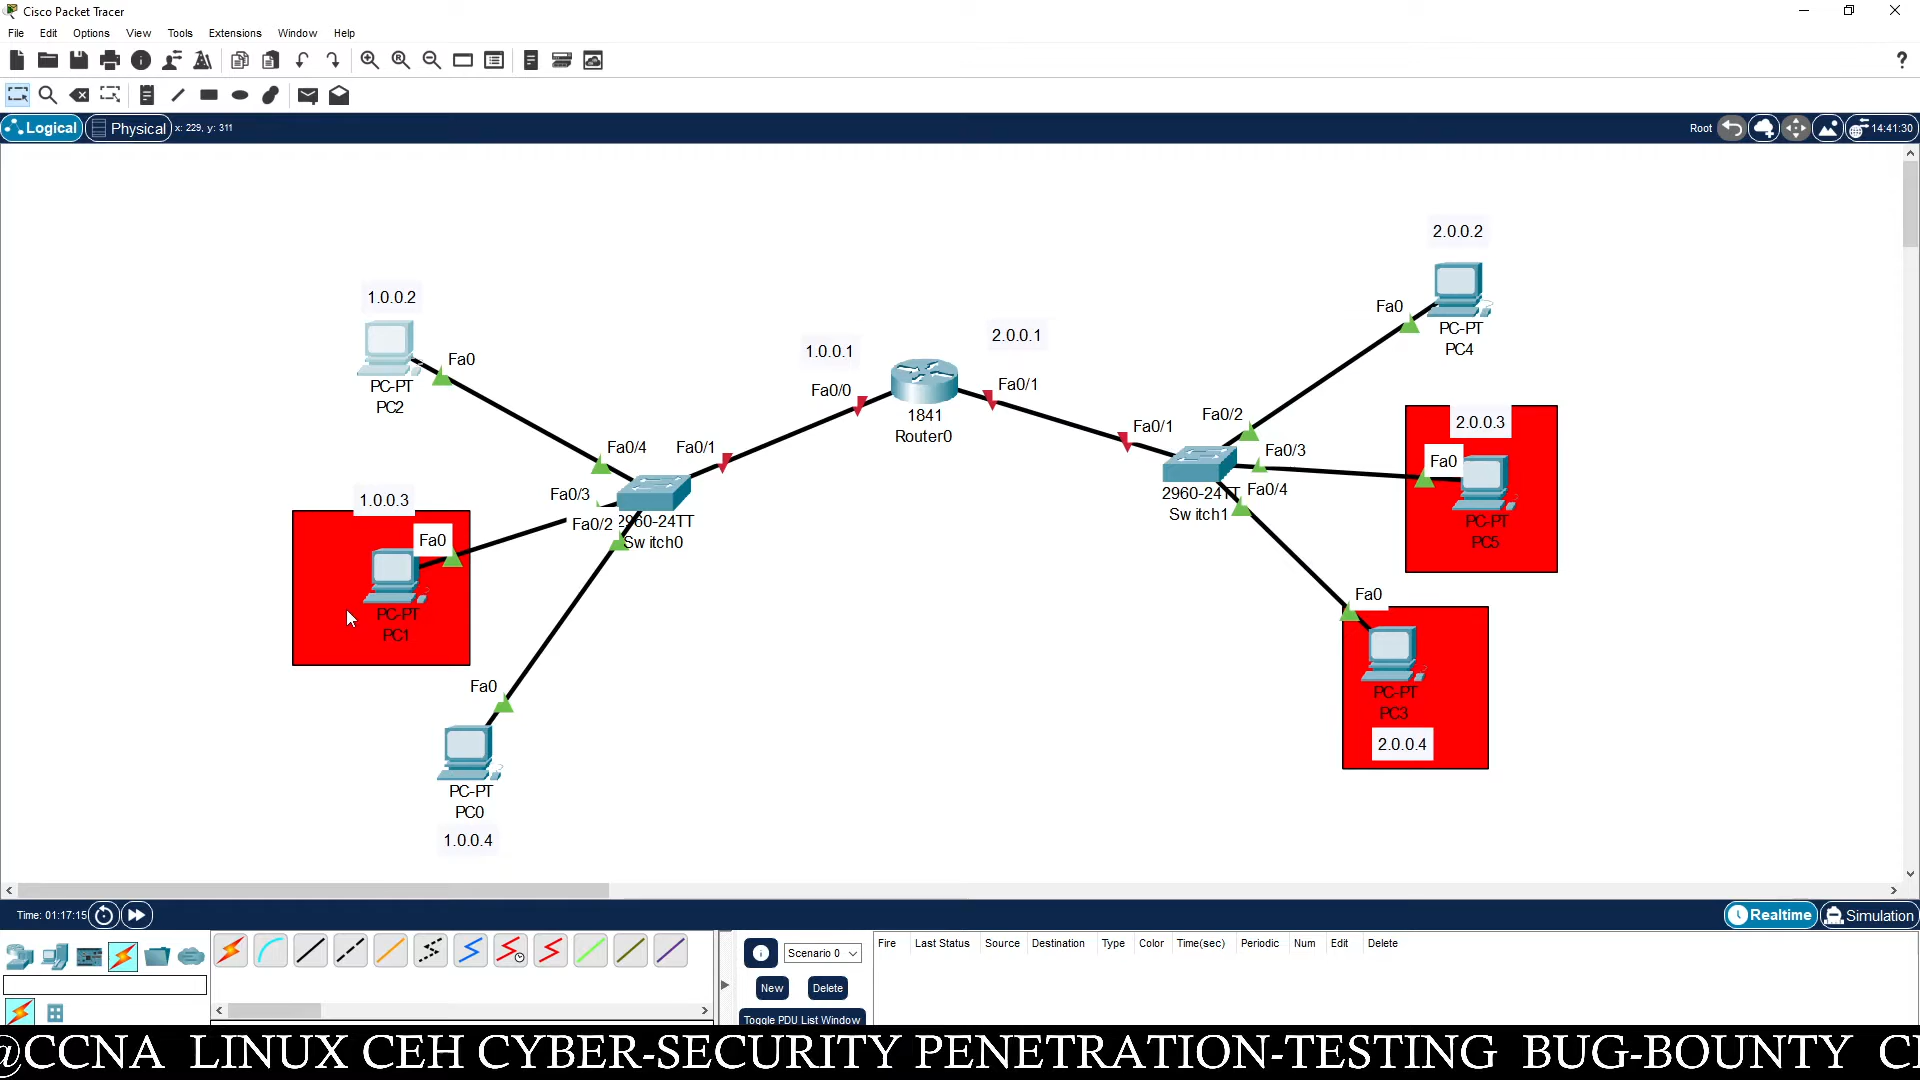 Cisco Packet Tracer
File Edit Options View Tools Extensions Window Help
?
Logical Physical x: 229, y: 311 Root 14:41:30
2.0.0.2
Fa0
PC-PT
PC4
1.0.0.2
Fa0
PC-PT
PC2
1.0.0.1
2.0.0.1
Fa0/0
Fa0/1
1841
Router0
Fa0/4
Fa0/1
Fa0/3
Fa0/2
2960-24TT
Switch0
Fa0/1
Fa0/2
Fa0/3
Fa0/4
2960-24TT
Switch1
2.0.0.3
Fa0
PC-PT
PC5
1.0.0.3
Fa0
PC-PT
PC1
Fa0
PC-PT
PC3
2.0.0.4
Fa0
PC-PT
PC0
1.0.0.4
Time: 01:17:15 Realtime Simulation
Scenario 0
New Delete
Toggle PDU List Window
Fire Last Status Source Destination Type Color Time(sec) Periodic Num Edit Delete
@CCNA LINUX CEH CYBER-SECURITY PENETRATION-TESTING BUG-BOUNTY